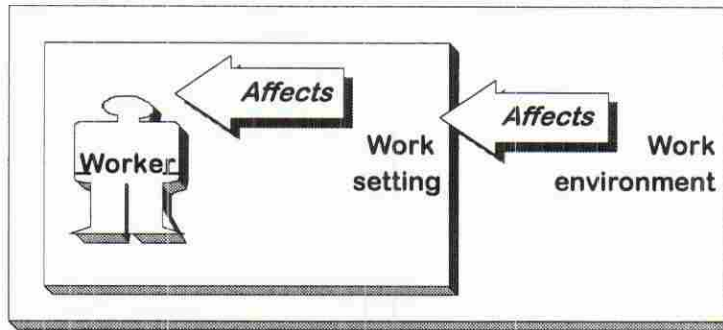 Affects
Affects
Worker
Work
setting
Work
environment